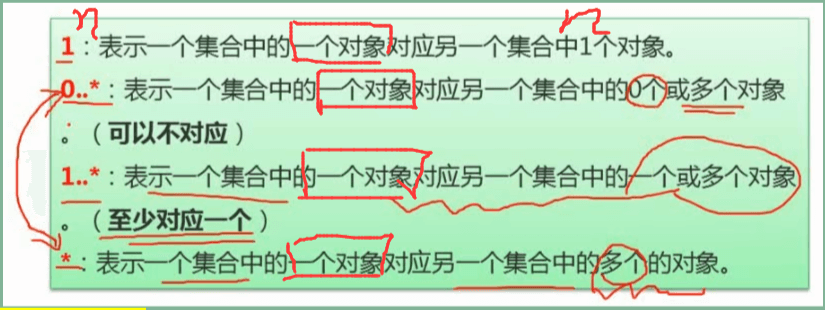 n n
1：表示一个集合中的一个对象对应另一个集合中1个对象。
0..*：表示一个集合中的一个对象对应另一个集合中的0个或多个对象
。（可以不对应）
1..*：表示一个集合中的一个对象对应另一个集合中的一个或多个对象
。（至少对应一个）
*：表示一个集合中的一个对象对应另一个集合中的多个的对象。